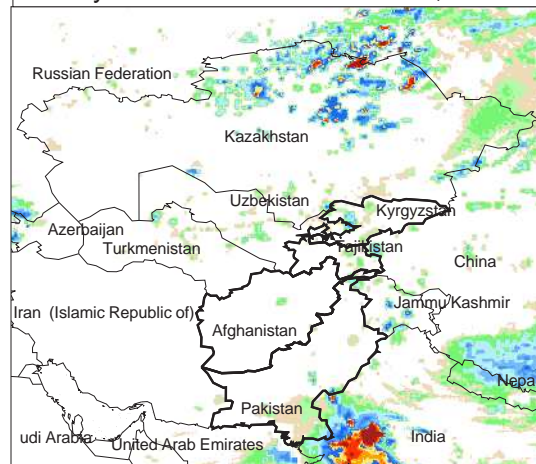 Russian Federation
Kazakhstan
Uzbekistan
Kyrgyzstan
Azerbaijan
Turkmenistan
Tajikistan
China
Iran (Islamic Republic of)
Jammu Kashmir
Afghanistan
Nepa
Pakistan
udi Arabia
United Arab Emirates
India